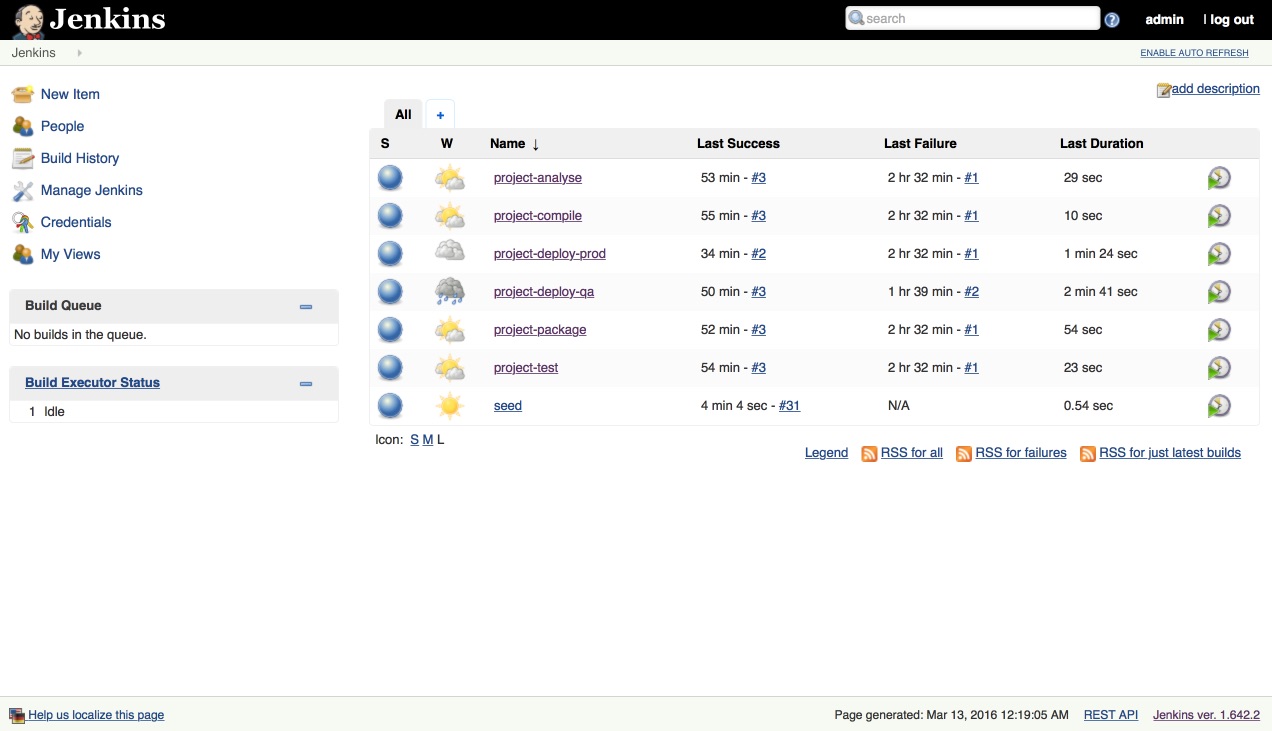 Jenkins
search
?
admin
| log out
Jenkins
ENABLE AUTO REFRESH
New Item
People
Build History
Manage Jenkins
Credentials
My Views
Build Queue
No builds in the queue.
Build Executor Status
1 Idle
add description
All +
S W Name ↓ Last Success Last Failure Last Duration
project-analyse 53 min - #3 2 hr 32 min - #1 29 sec
project-compile 55 min - #3 2 hr 32 min - #1 10 sec
project-deploy-prod 34 min - #2 2 hr 32 min - #1 1 min 24 sec
project-deploy-qa 50 min - #3 1 hr 39 min - #2 2 min 41 sec
project-package 52 min - #3 2 hr 32 min - #1 54 sec
project-test 54 min - #3 2 hr 32 min - #1 23 sec
seed 4 min 4 sec - #31 N/A 0.54 sec
Icon: S M L
Legend RSS for all RSS for failures RSS for just latest builds
Help us localize this page
Page generated: Mar 13, 2016 12:19:05 AM REST API Jenkins ver. 1.642.2